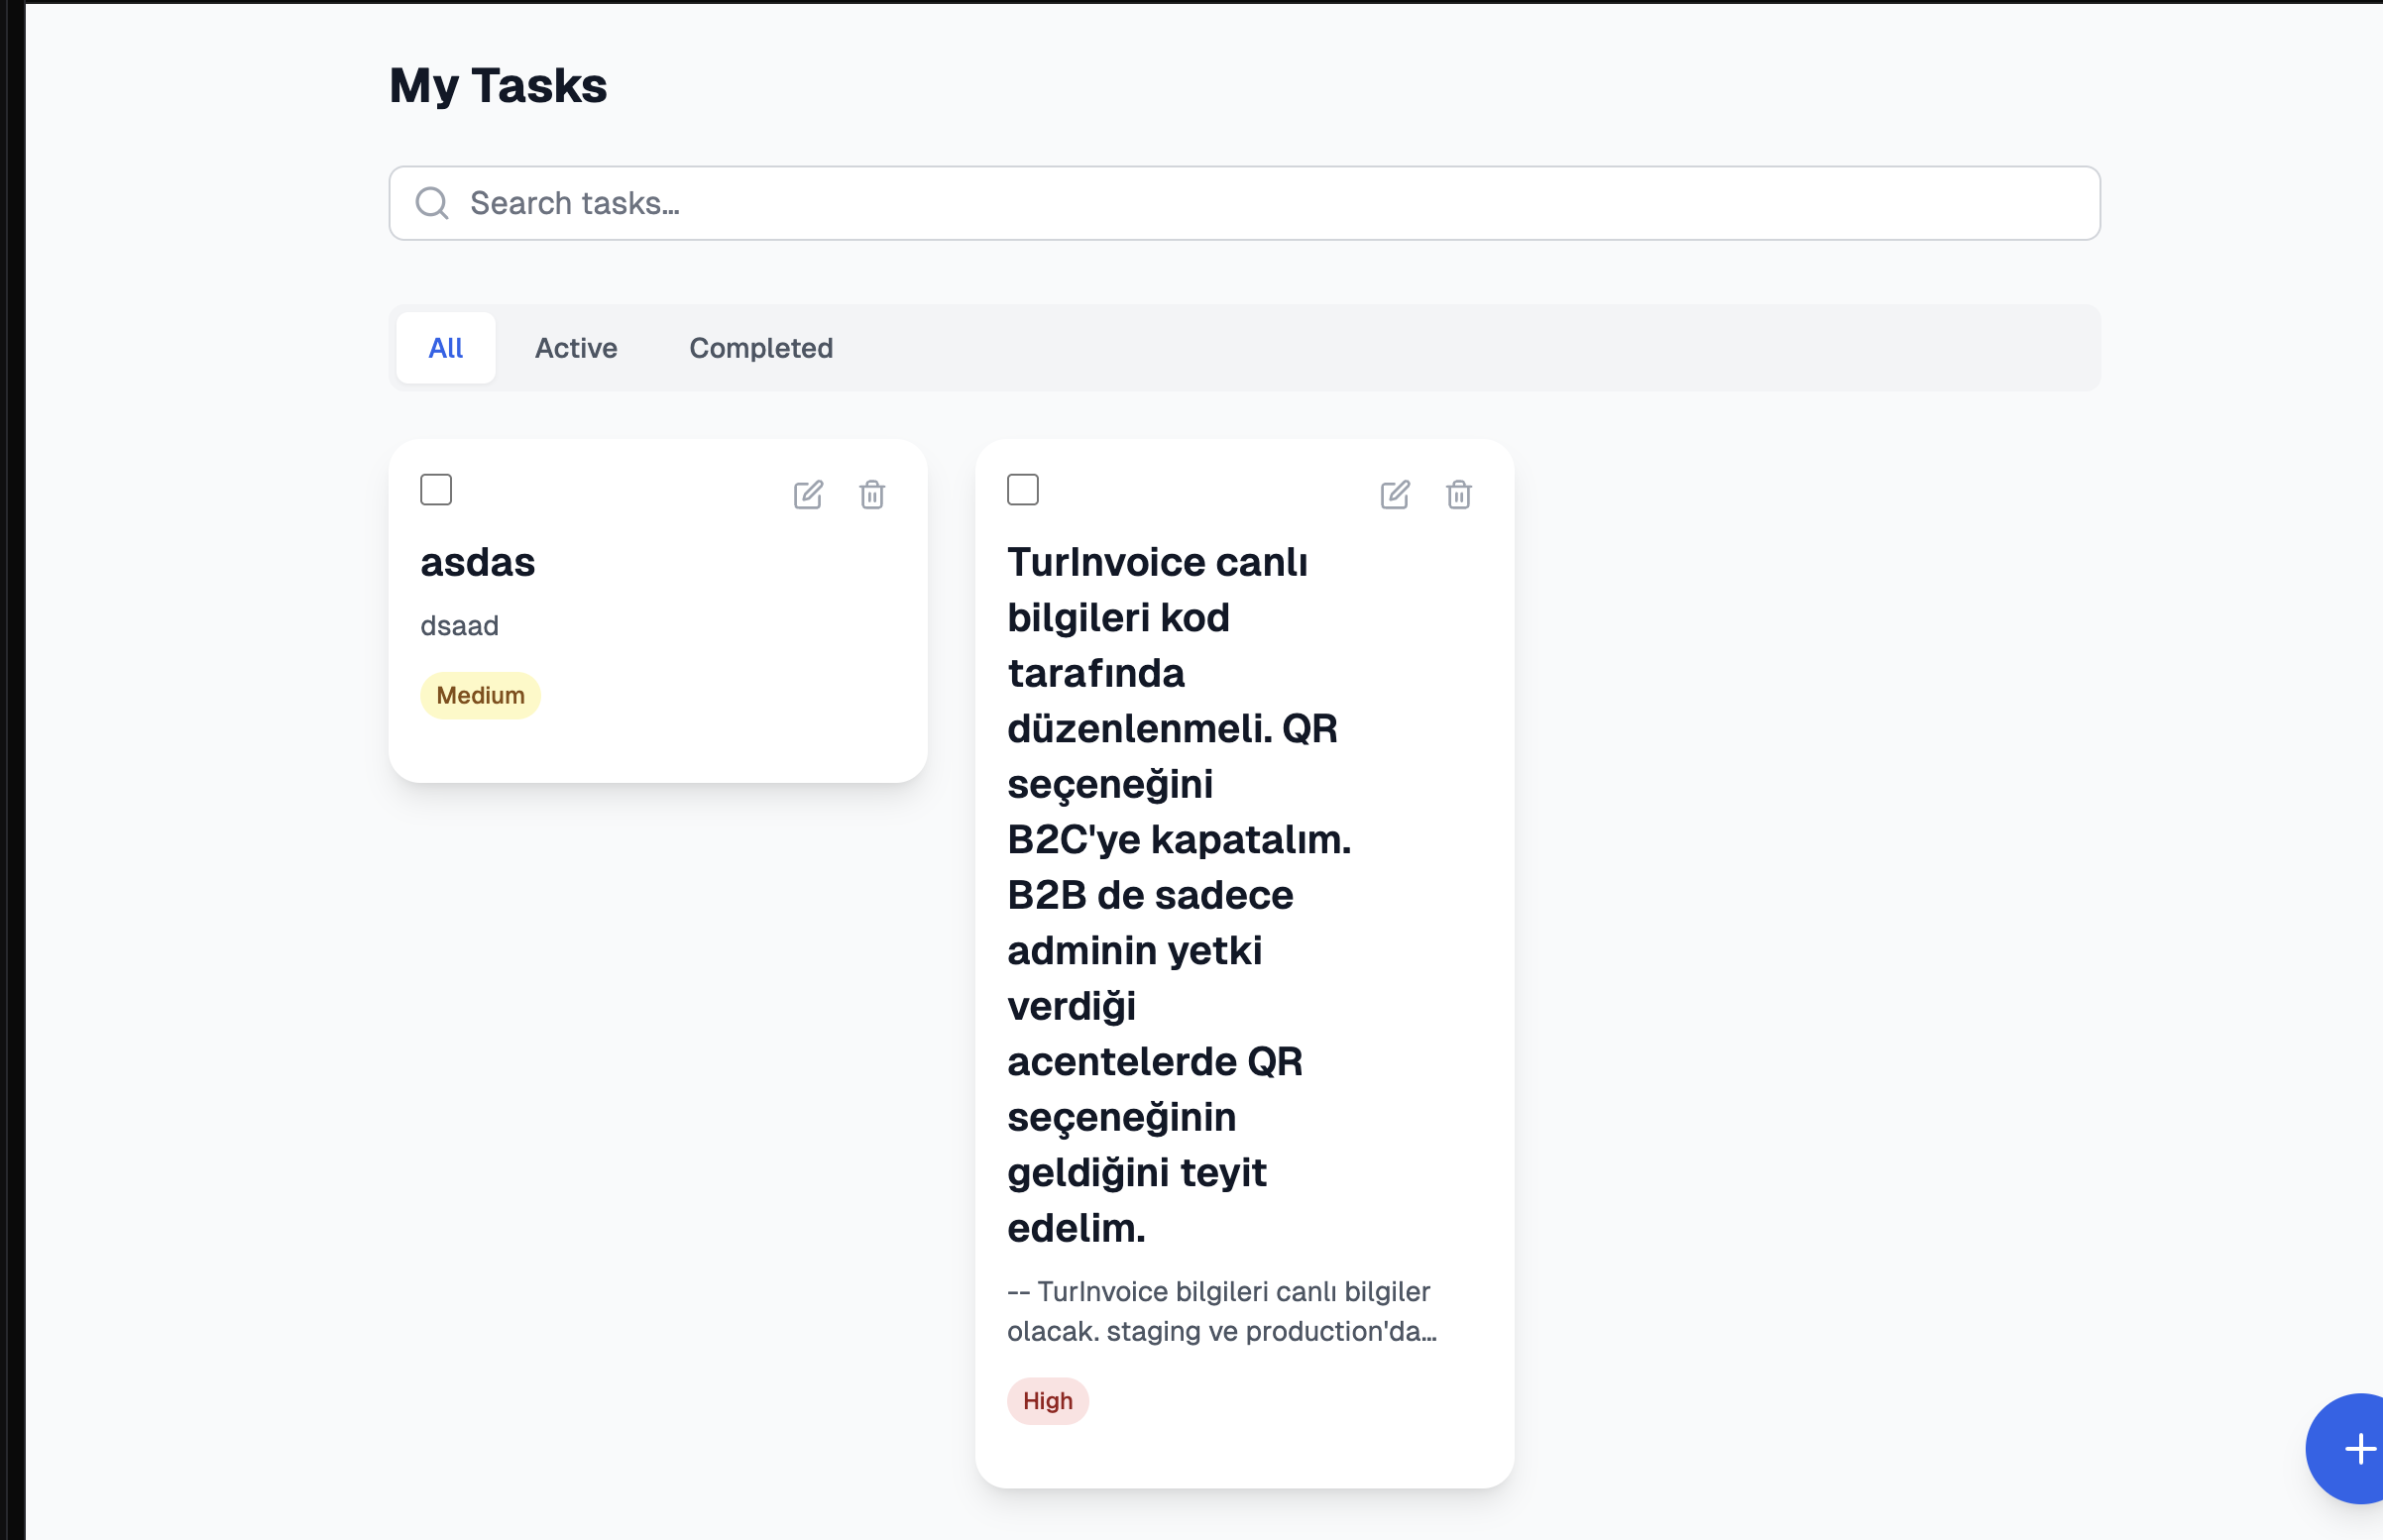 My Tasks
Search tasks...
All
Active
Completed
asdas
dsaad
Medium
TurInvoice canlı
bilgileri kod
tarafında
düzenlenmeli. QR
seçeneğini
B2C'ye kapatalım.
B2B de sadece
adminin yetki
verdiği
acentelerde QR
seçeneğinin
geldiğini teyit
edelim.
-- TurInvoice bilgileri canlı bilgiler
olacak. staging ve production'da...
High